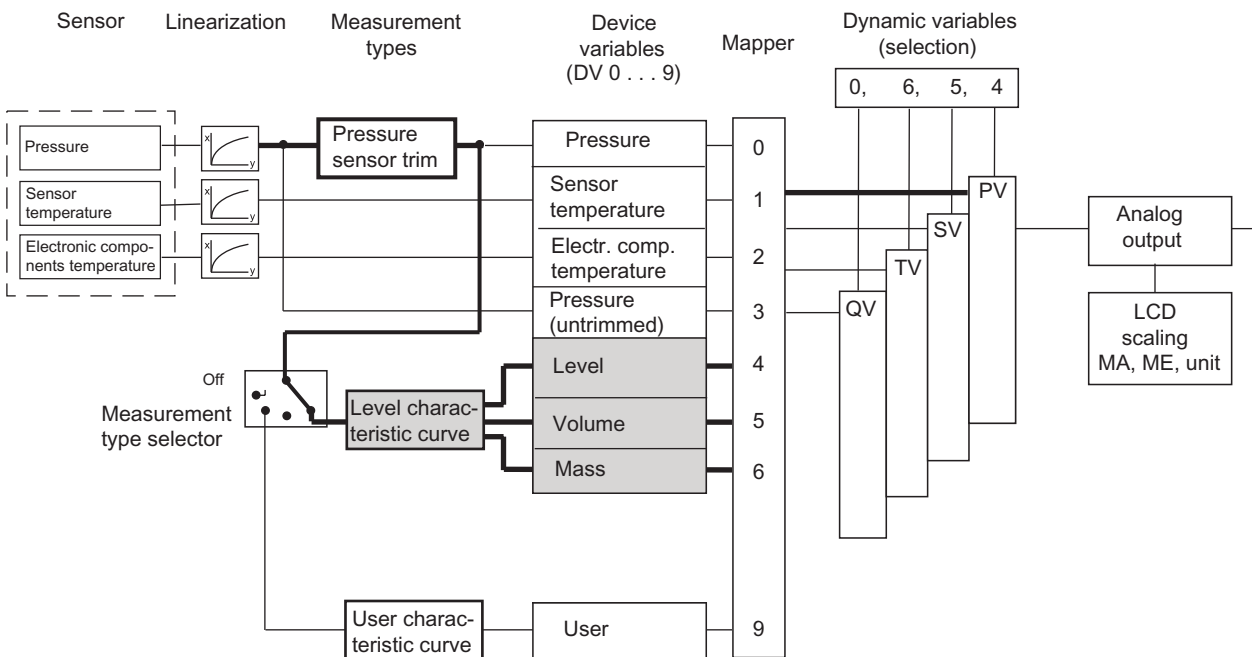 Sensor
Linearization
Measurement
types
Device
variables
(DV 0 . . . 9)
Mapper
Dynamic variables
(selection)
0, 6, 5, 4
Pressure
x
y
Pressure
sensor trim
Pressure
0
Sensor
temperature
x
y
Sensor
temperature
1
PV
Analog
output
Electronic compo-
nents temperature
x
y
Electr. comp.
temperature
2
SV
TV
Pressure
(untrimmed)
3
QV
LCD
scaling
MA, ME, unit
Off
Measurement
type selector
Level charac-
teristic curve
Level
4
Volume
5
Mass
6
User charac-
teristic curve
User
9